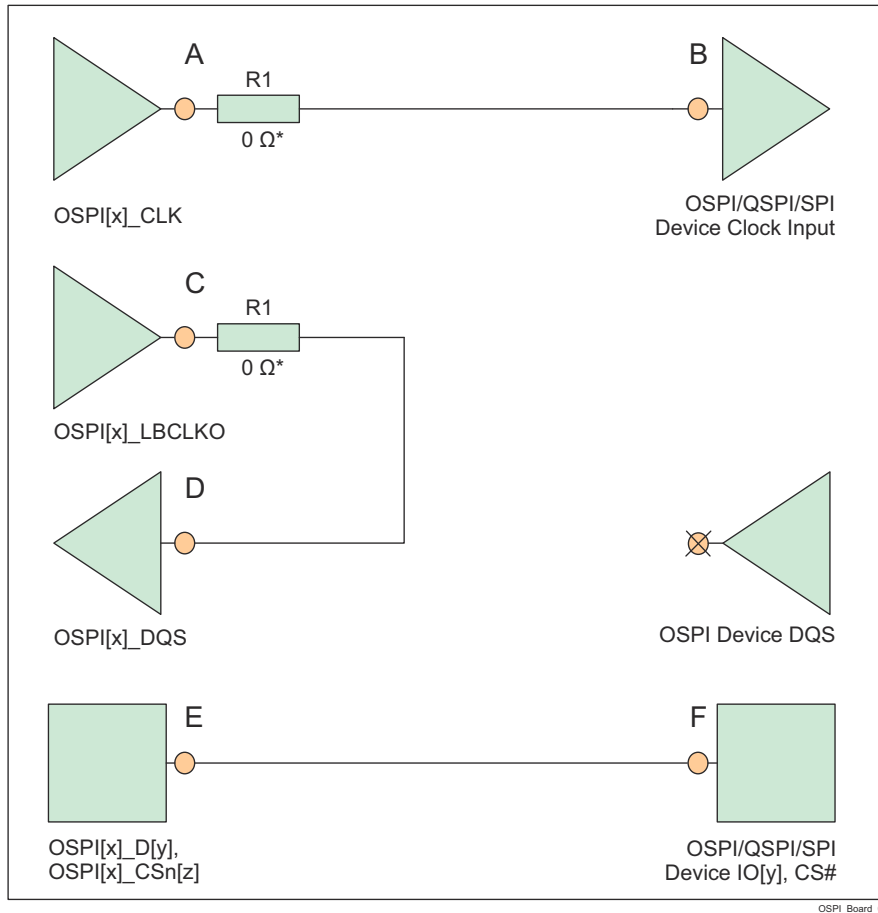 A
B
R1
0 Ω*
OSPI[x]_CLK
OSPI/QSPI/SPI
Device Clock Input
C
R1
0 Ω*
OSPI[x]_LBCLKO
D
OSPI[x]_DQS
OSPI Device DQS
E
F
OSPI[x]_D[y],
OSPI[x]_CSn[z]
OSPI/QSPI/SPI
Device IO[y], CS#
OSPI_Board